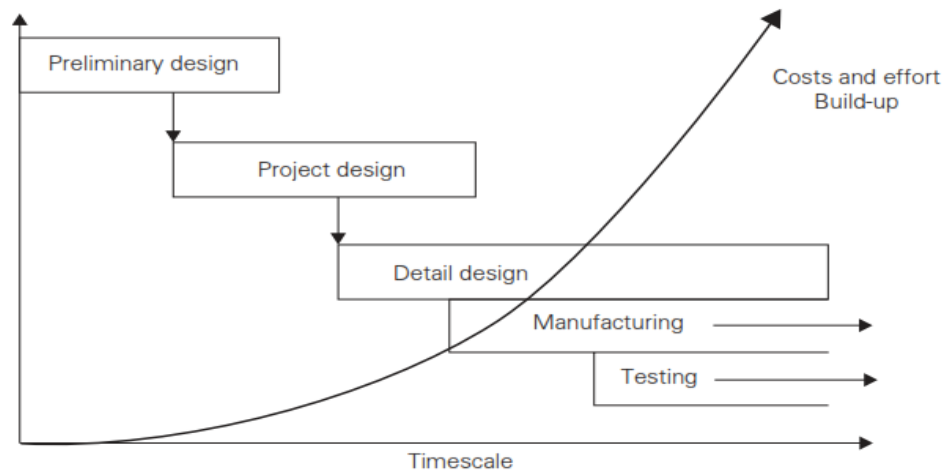 Preliminary design
Costs and effort
Build-up
Project design
Detail design
Manufacturing
Testing
Timescale